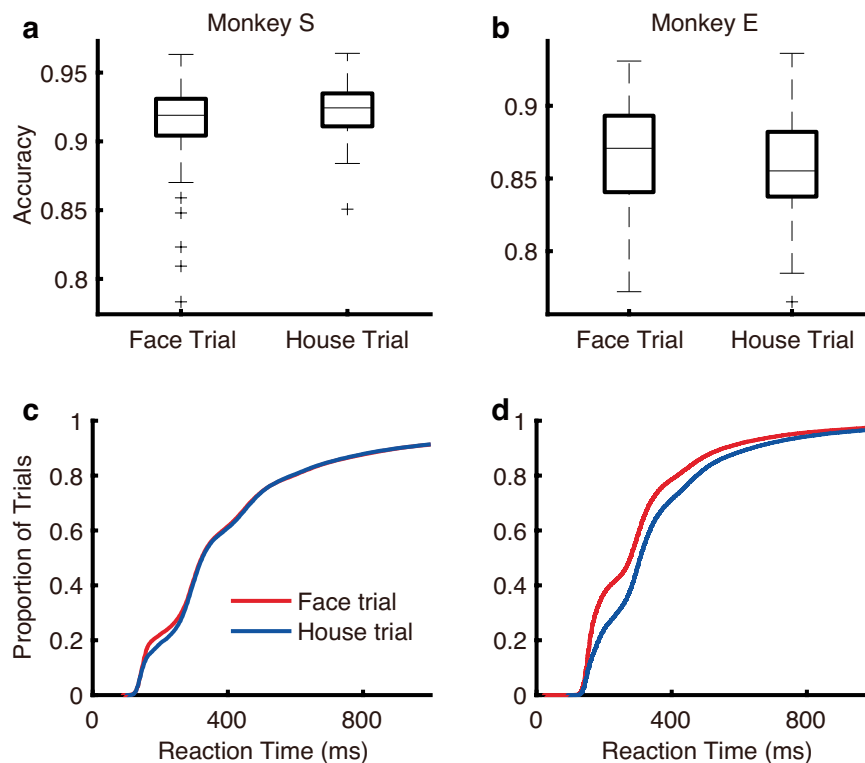 a
Monkey S
b
Monkey E
Accuracy
0.95
0.9
0.85
0.8
Face Trial
House Trial
0.9
0.85
0.8
Face Trial
House Trial
c
d
Proportion of Trials
1
0.8
0.6
0.4
0.2
0
0
400
800
Reaction Time (ms)
Face trial
House trial
1
0.8
0.6
0.4
0.2
0
0
400
800
Reaction Time (ms)